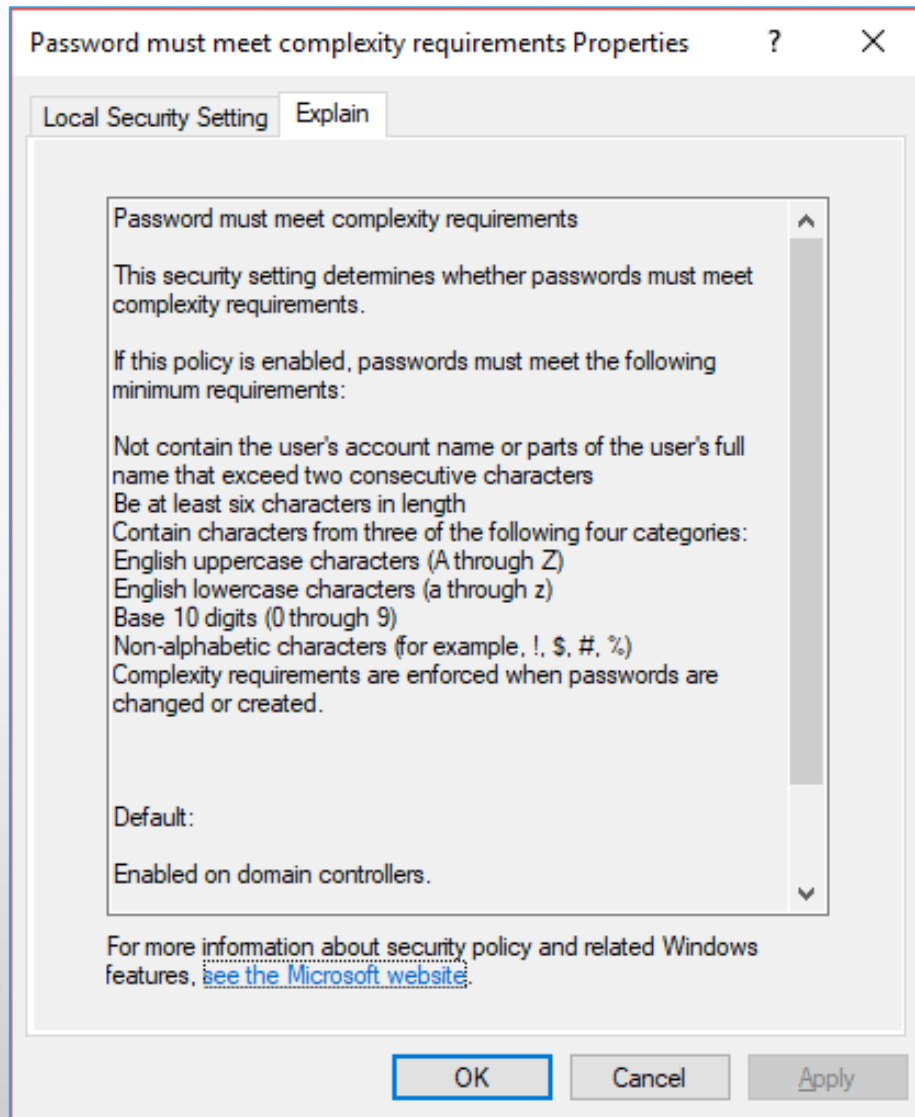 Password must meet complexity requirements Properties ?
Local Security Setting
Explain
Password must meet complexity requirements
This security setting determines whether passwords must meet
complexity requirements.
If this policy is enabled, passwords must meet the following
minimum requirements:
Not contain the user's account name or parts of the user's full
name that exceed two consecutive characters
Be at least six characters in length
Contain characters from three of the following four categories:
English uppercase characters (A through Z)
English lowercase characters (a through z)
Base 10 digits (0 through 9)
Non-alphabetic characters (for example, !, $, #, %)
Complexity requirements are enforced when passwords are
changed or created.
Default:
Enabled on domain controllers.
For more information about security policy and related Windows
features, see the Microsoft website.
OK
Cancel
Apply